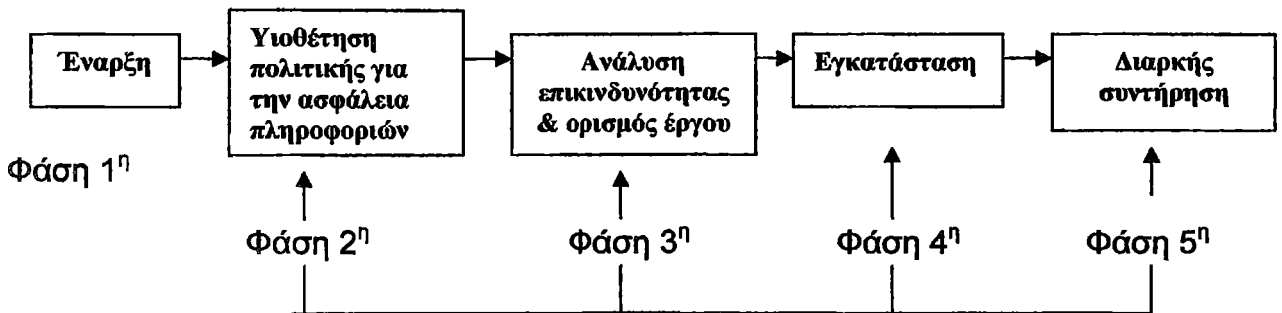 Έναρξη
Υιοθέτηση
πολιτικής για
την ασφάλεια
πληροφοριών
Ανάλυση
επικινδυνότητας
& ορισμός έργου
Εγκατάσταση
Διαρκής
συντήρηση
Φάση 1η
Φάση 2η
Φάση 3η
Φάση 4η
Φάση 5η